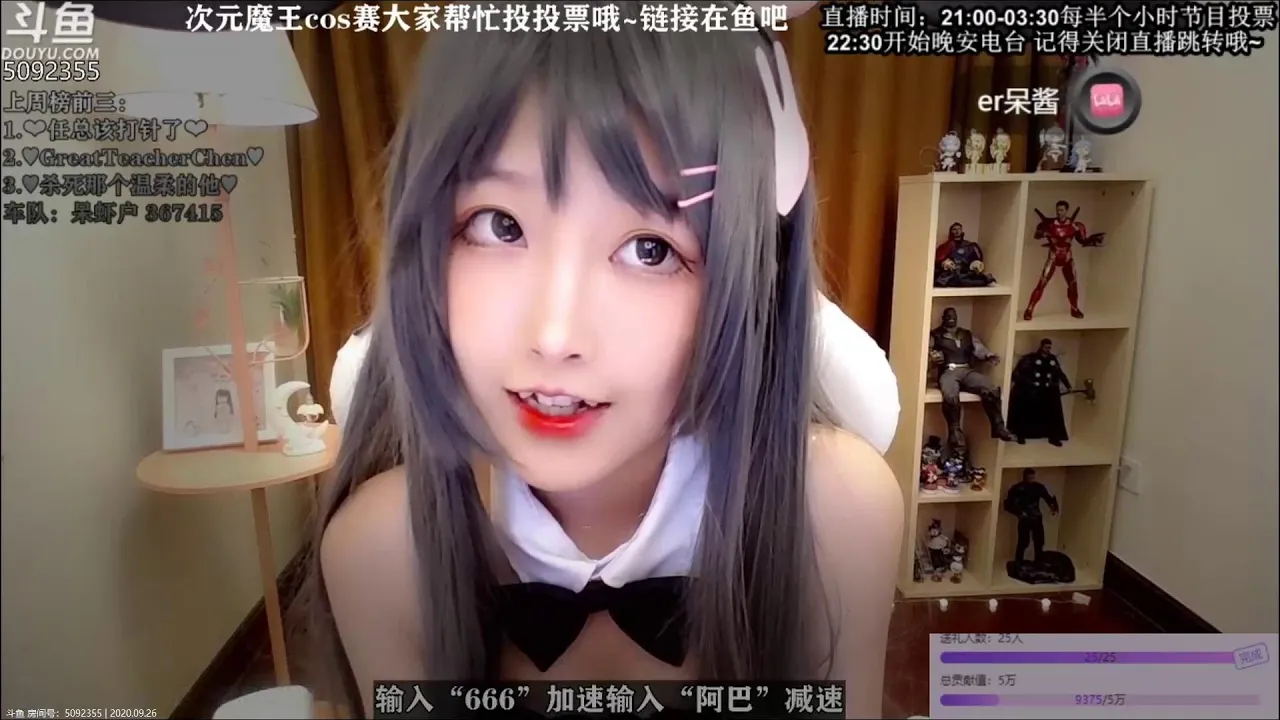 斗鱼
DOUYU.COM
5092355
次元魔王cos赛大家帮忙投投票哦~链接在鱼吧
直播时间：21:00-03:30每半个小时节目投票
22:30开始晚安电台 记得关闭直播跳转哦~
上周榜前三：
1.❤任总该打针了❤
2.♥GreatTeacherChen♥
3.♥杀死那个温柔的他♥
车队：呆虾户 367415
er呆酱
送礼人数：25人
25/25
完成
总贡献值：5万
9375/5万
输入“666”加速输入“阿巴”减速
斗鱼 房间号：5092355 | 2020.09.26